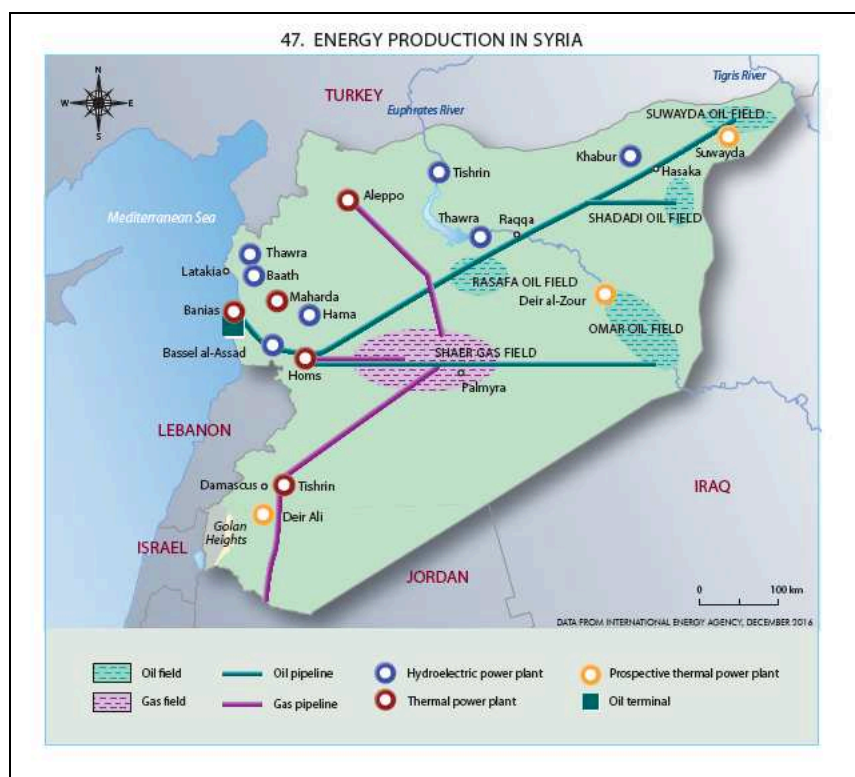 47. ENERGY PRODUCTION IN SYRIA
N
W
E
S
TURKEY
Tigris River
Euphrates River
SUWAYDA OIL FIELD
Suwayda
Khabur
Hasaka
Tishrin
Aleppo
SHADADI OIL FIELD
Mediterranean Sea
Thawra
Raqqa
Thawra
Latakia
Baath
RASAFA OIL FIELD
Maharda
Deir al-Zour
Banias
Hama
OMAR OIL FIELD
Bassel al-Assad
SHAER GAS FIELD
Homs
Palmyra
LEBANON
Damascus
Tishrin
IRAQ
Deir Ali
Golan
Heights
ISRAEL
JORDAN
0 100 km
DATA FROM INTERNATIONAL ENERGY AGENCY, DECEMBER 2016
Oil field
Oil pipeline
Hydroelectric power plant
Prospective thermal power plant
Gas field
Gas pipeline
Thermal power plant
Oil terminal